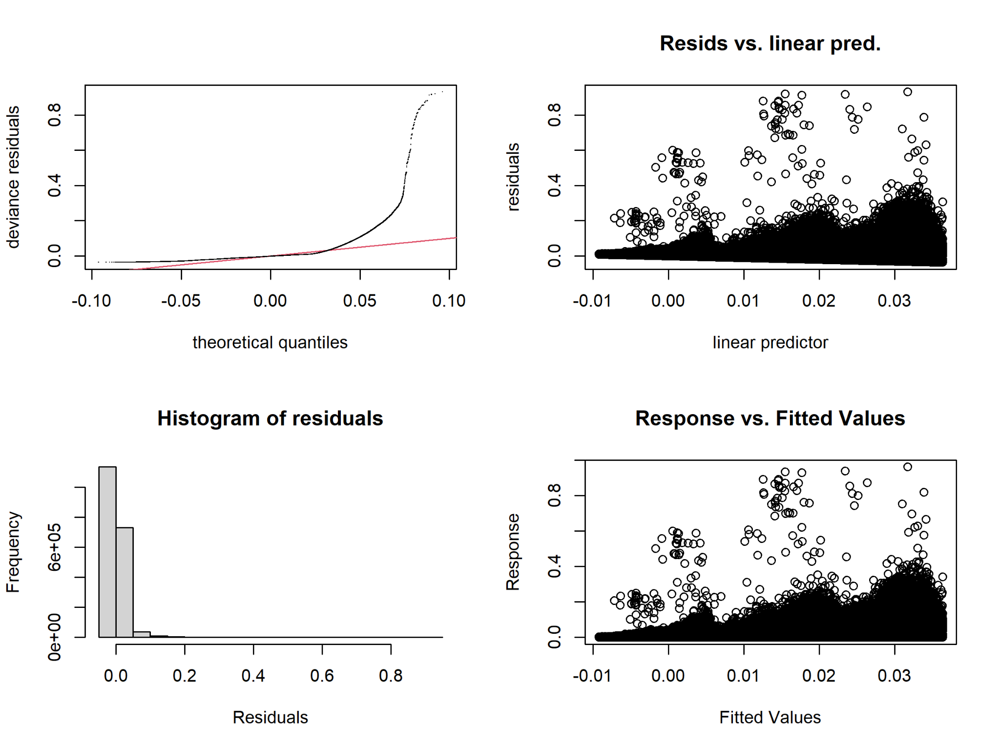 deviance residuals
0.0
0.4
0.8
-0.10
-0.05
0.00
0.05
0.10
theoretical quantiles
Resids vs. linear pred.
residuals
0.0
0.4
0.8
-0.01
0.00
0.01
0.02
0.03
linear predictor
Histogram of residuals
Frequency
0e+00
6e+05
0.0
0.2
0.4
0.6
0.8
Residuals
Response vs. Fitted Values
Response
0.0
0.4
0.8
-0.01
0.00
0.01
0.02
0.03
Fitted Values